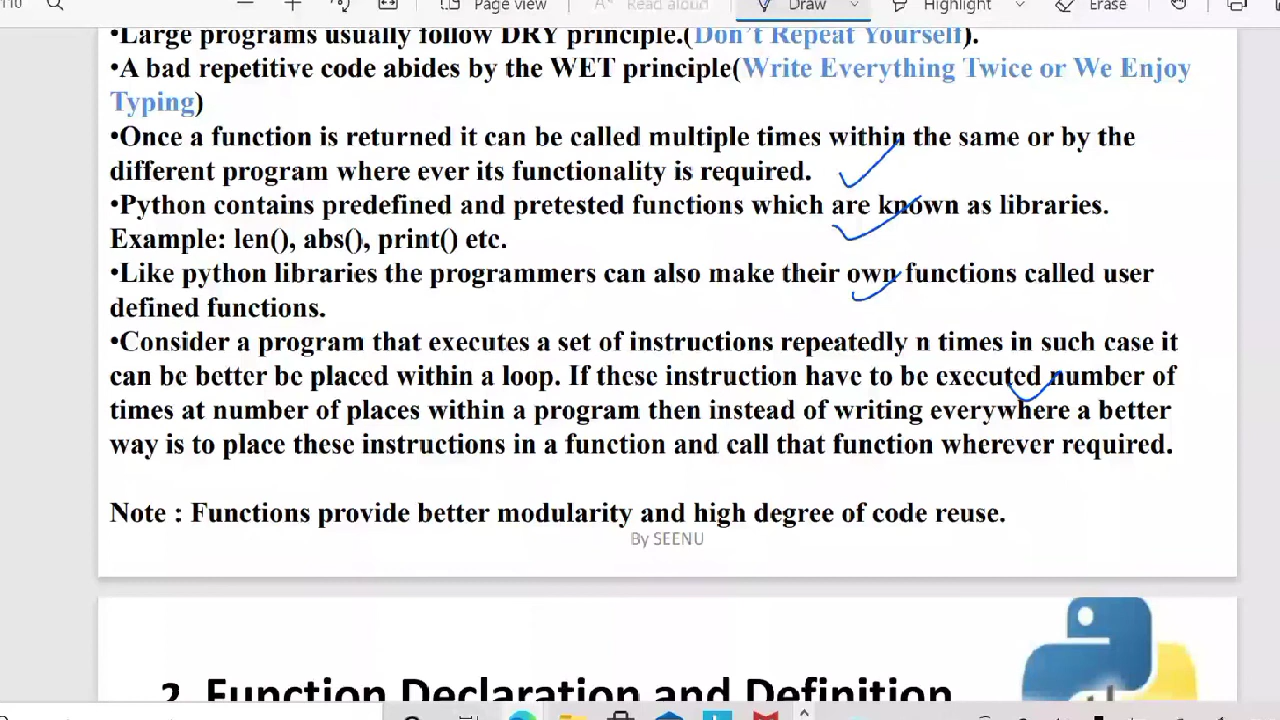 Page view
Read aloud
Draw
Highlight
Erase
•Large programs usually follow DRY principle.(Don't Repeat Yourself).
•A bad repetitive code abides by the WET principle(Write Everything Twice or We Enjoy
Typing)
•Once a function is returned it can be called multiple times within the same or by the
different program where ever its functionality is required.
•Python contains predefined and pretested functions which are known as libraries.
Example: len(), abs(), print() etc.
•Like python libraries the programmers can also make their own functions called user
defined functions.
•Consider a program that executes a set of instructions repeatedly n times in such case it
can be better be placed within a loop. If these instruction have to be executed number of
times at number of places within a program then instead of writing everywhere a better
way is to place these instructions in a function and call that function wherever required.
Note : Functions provide better modularity and high degree of code reuse.
By SEENU
2. Function Declaration and Definition